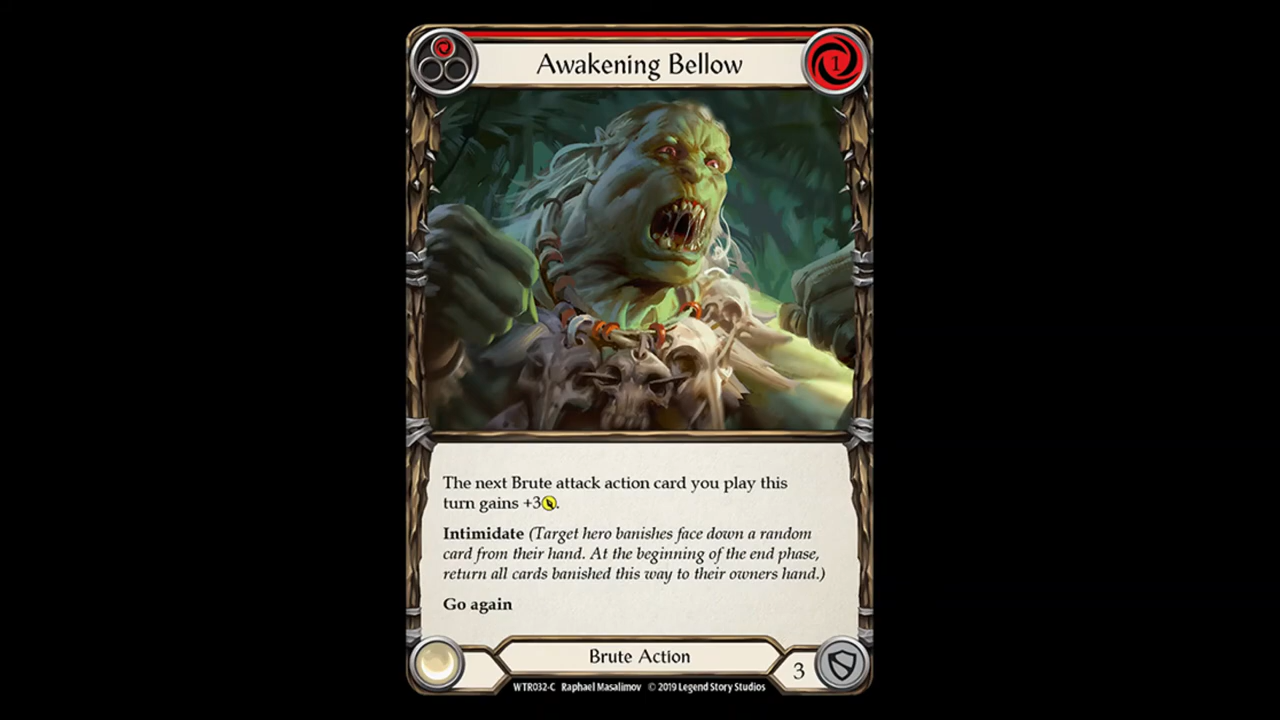 Awakening Bellow
1
The next Brute attack action card you play this
turn gains +3.
Intimidate (Target hero banishes face down a random
card from their hand. At the beginning of the end phase,
return all cards banished this way to their owners hand.)
Go again
Brute Action
3
WTR032-C Raphael Masalimov © 2019 Legend Story Studios